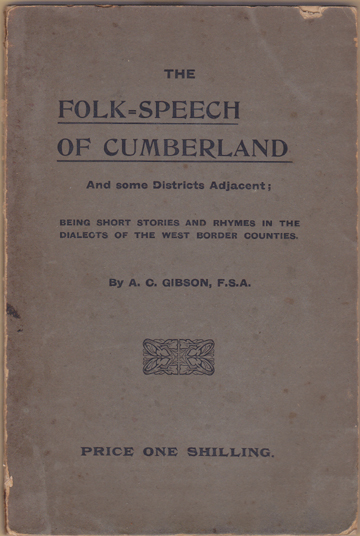 THE
FOLK=SPEECH
OF CUMBERLAND
And some Districts Adjacent;
BEING SHORT STORIES AND RHYMES IN THE
DIALECTS OF THE WEST BORDER COUNTIES.
By A. C. GIBSON, F.S.A.
PRICE ONE SHILLING.